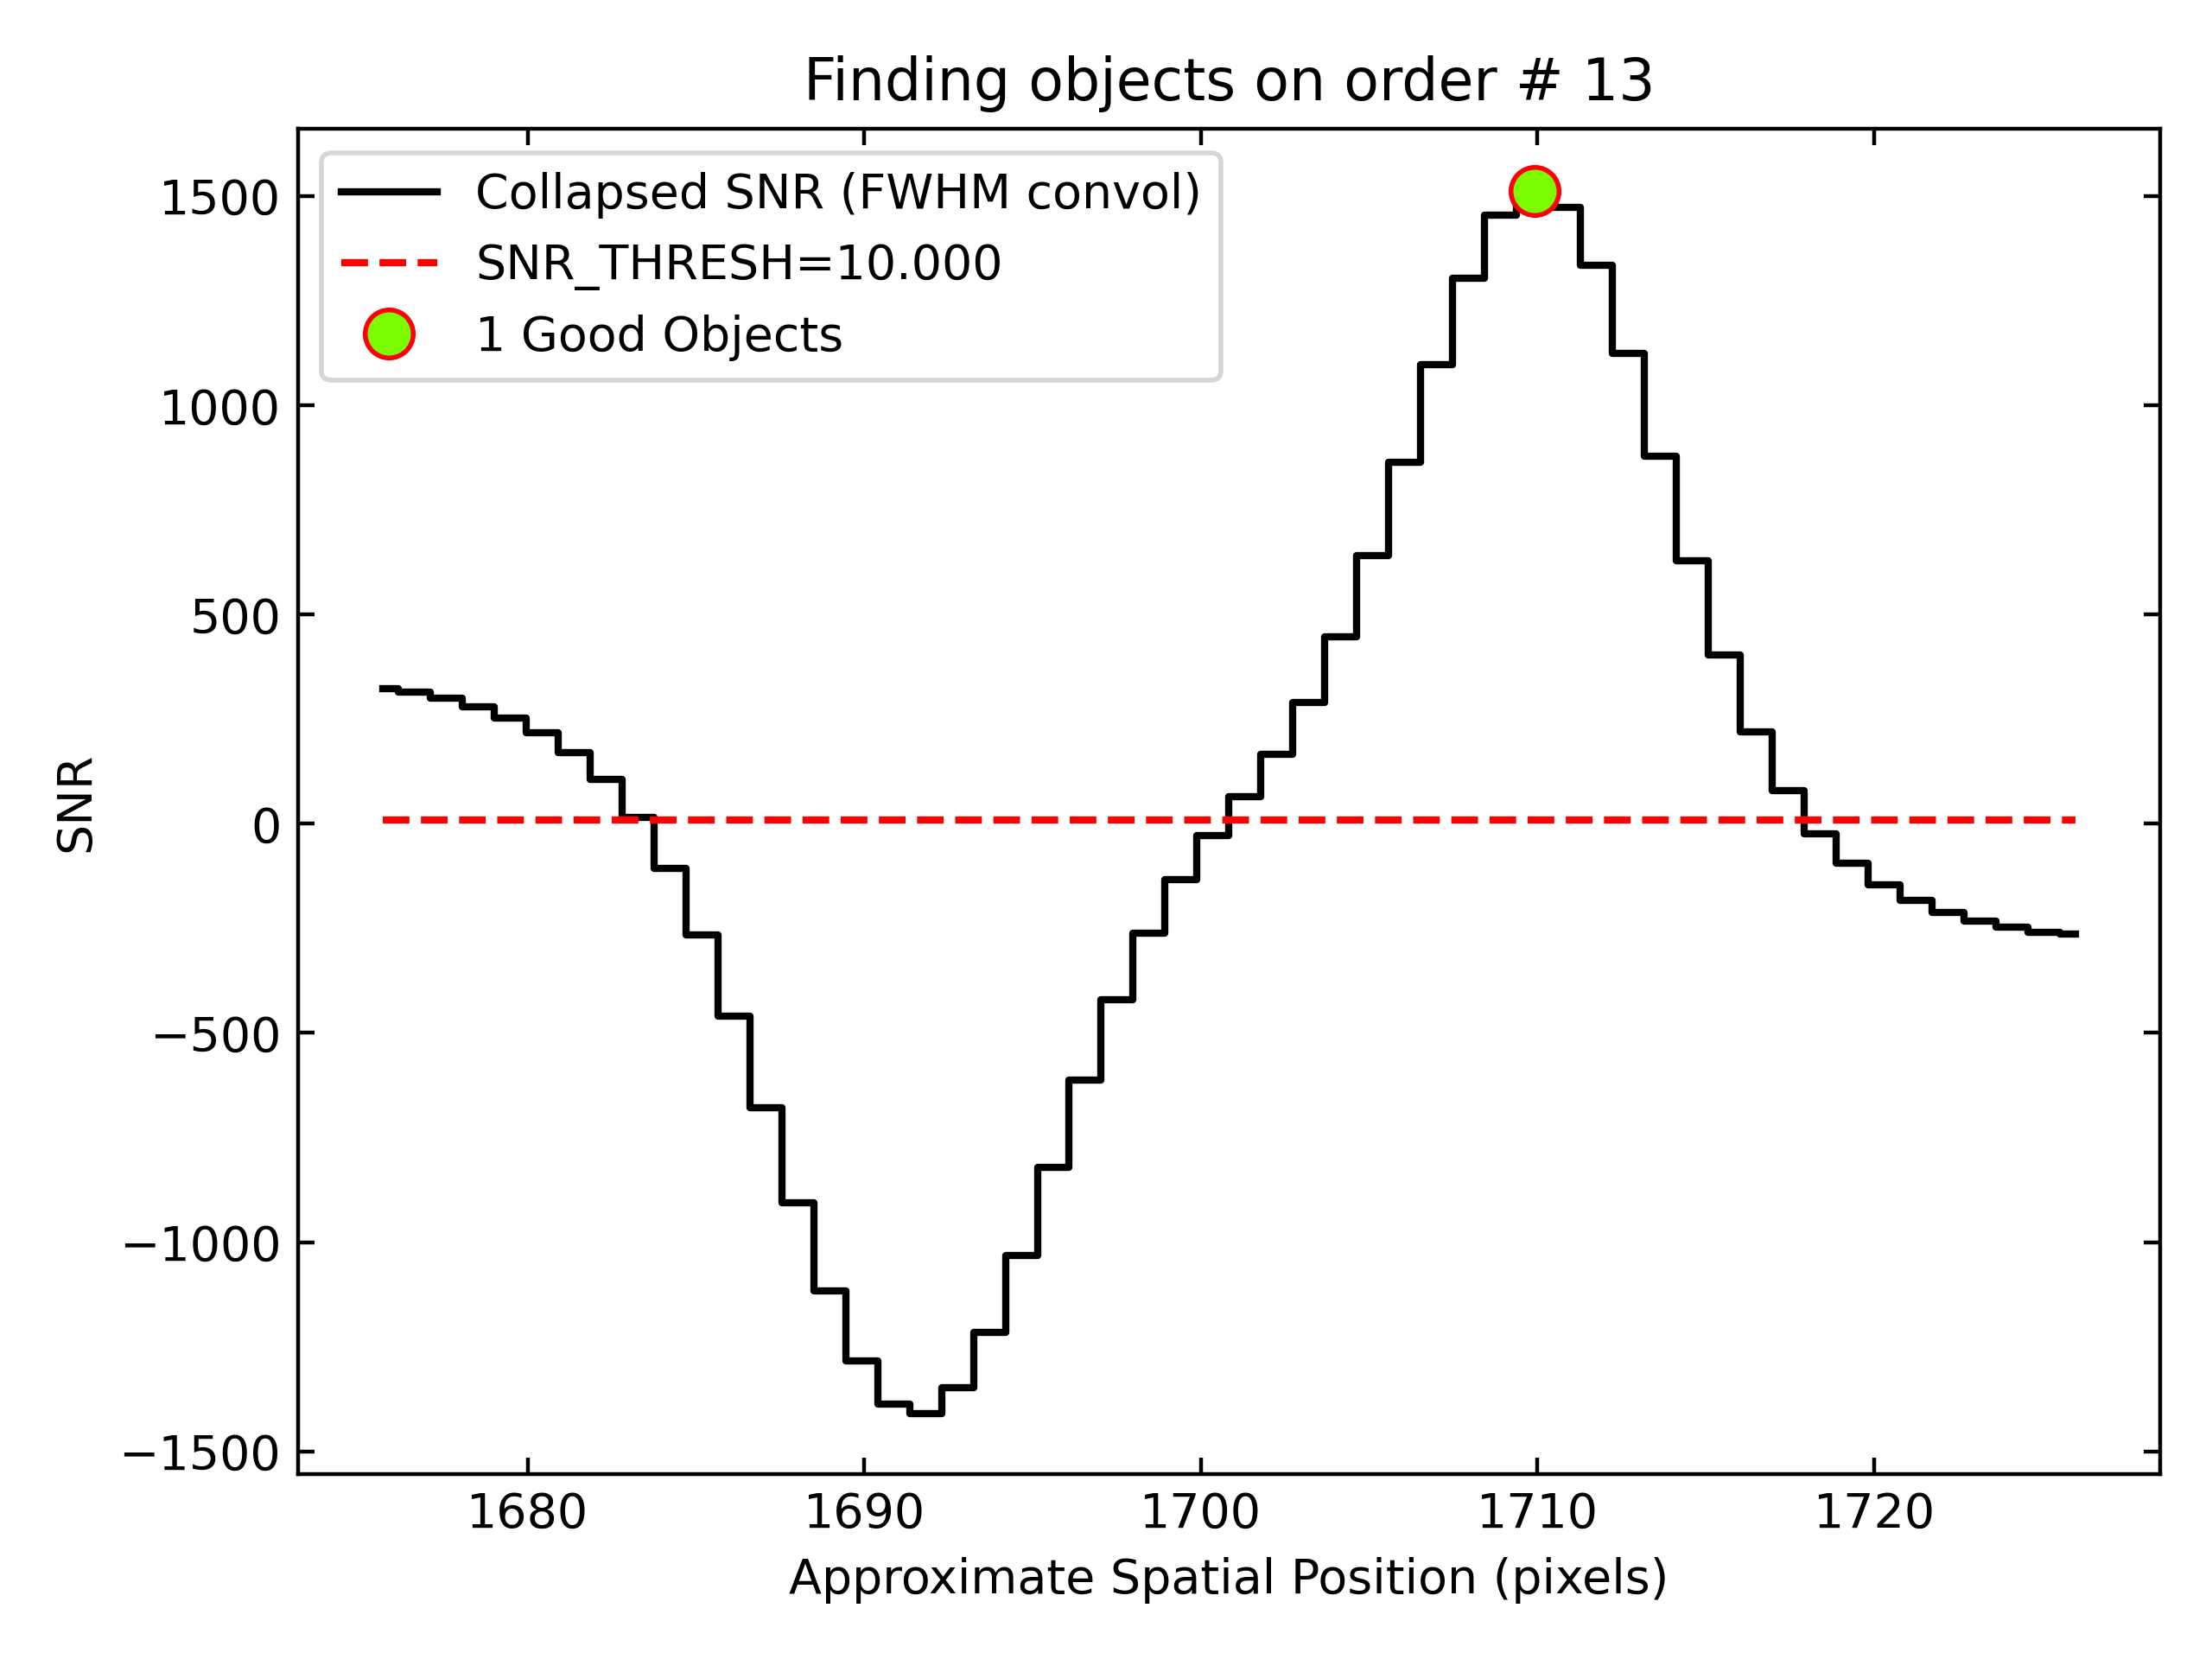 Finding objects on order # 13
Collapsed SNR (FWHM convol)
SNR_THRESH=10.000
1 Good Objects
1500
1000
500
0
−500
−1000
−1500
SNR
1680 1690 1700 1710 1720
Approximate Spatial Position (pixels)